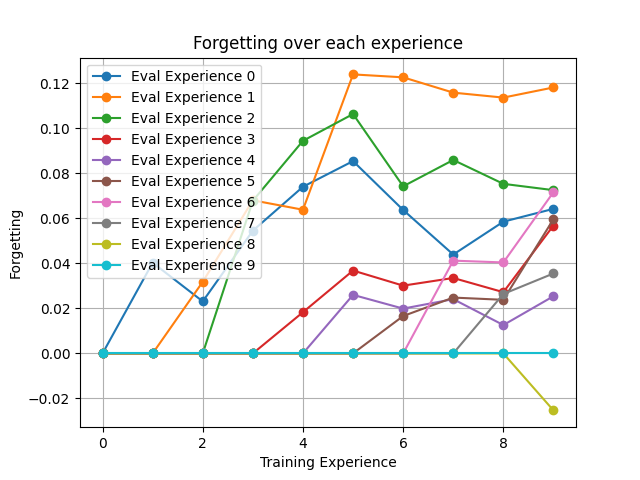 Forgetting over each experience
Eval Experience 0
Eval Experience 1
Eval Experience 2
Eval Experience 3
Eval Experience 4
Eval Experience 5
Eval Experience 6
Eval Experience 7
Eval Experience 8
Eval Experience 9
0.12
0.10
0.08
0.06
0.04
0.02
0.00
−0.02
Forgetting
0 2 4 6 8
Training Experience